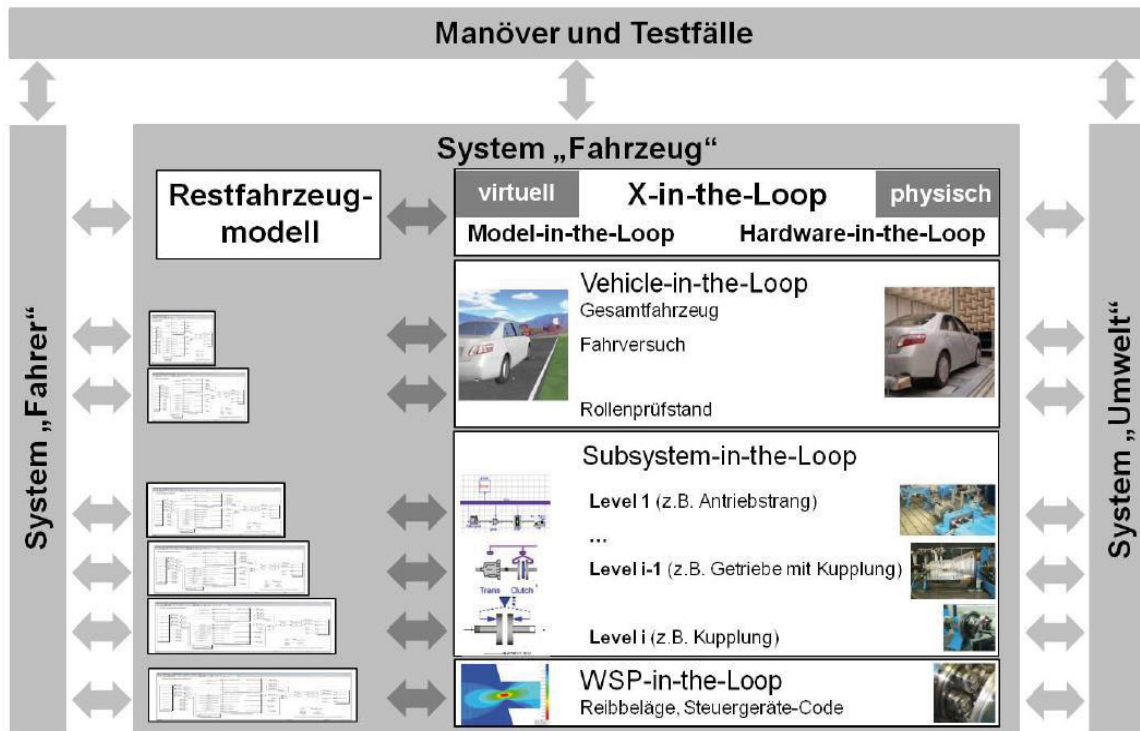 Manöver und Testfälle
System „Fahrer“
System „Fahrzeug“
Restfahrzeug-
modell
virtuell
X-in-the-Loop
physisch
Model-in-the-Loop
Hardware-in-the-Loop
Vehicle-in-the-Loop
Gesamtfahrzeug
Fahrversuch
Rollenprüfstand
Subsystem-in-the-Loop
Level 1 (z.B. Antriebstrang)
...
Level i-1 (z.B. Getriebe mit Kupplung)
Trans Clutch
Level i (z.B. Kupplung)
WSP-in-the-Loop
Reibbeläge, Steuergeräte-Code
System „Umwelt“